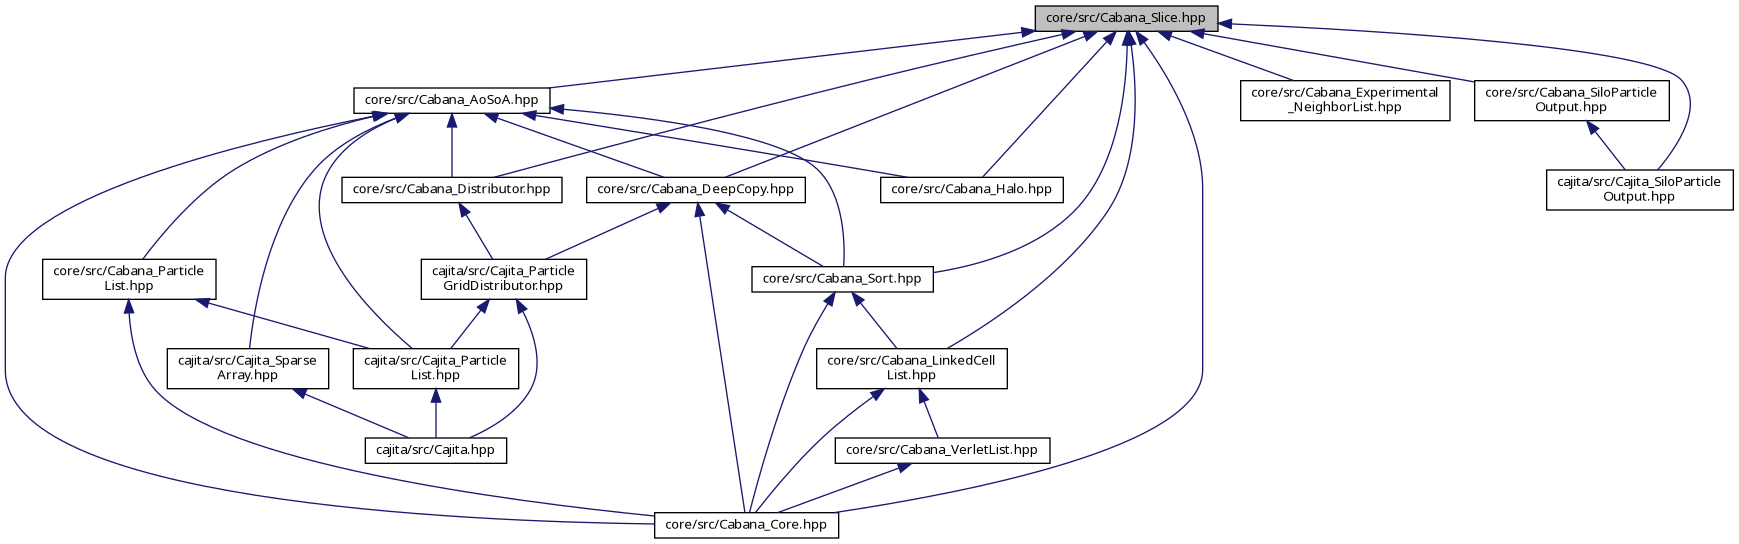 core/src/Cabana_Slice.hpp
core/src/Cabana_AoSoA.hpp
core/src/Cabana_Experimental
_NeighborList.hpp
core/src/Cabana_SiloParticle
Output.hpp
core/src/Cabana_Distributor.hpp
core/src/Cabana_DeepCopy.hpp
core/src/Cabana_Halo.hpp
cajita/src/Cajita_SiloParticle
Output.hpp
core/src/Cabana_Particle
List.hpp
cajita/src/Cajita_Particle
GridDistributor.hpp
core/src/Cabana_Sort.hpp
cajita/src/Cajita_Sparse
Array.hpp
cajita/src/Cajita_Particle
List.hpp
core/src/Cabana_LinkedCell
List.hpp
cajita/src/Cajita.hpp
core/src/Cabana_VerletList.hpp
core/src/Cabana_Core.hpp